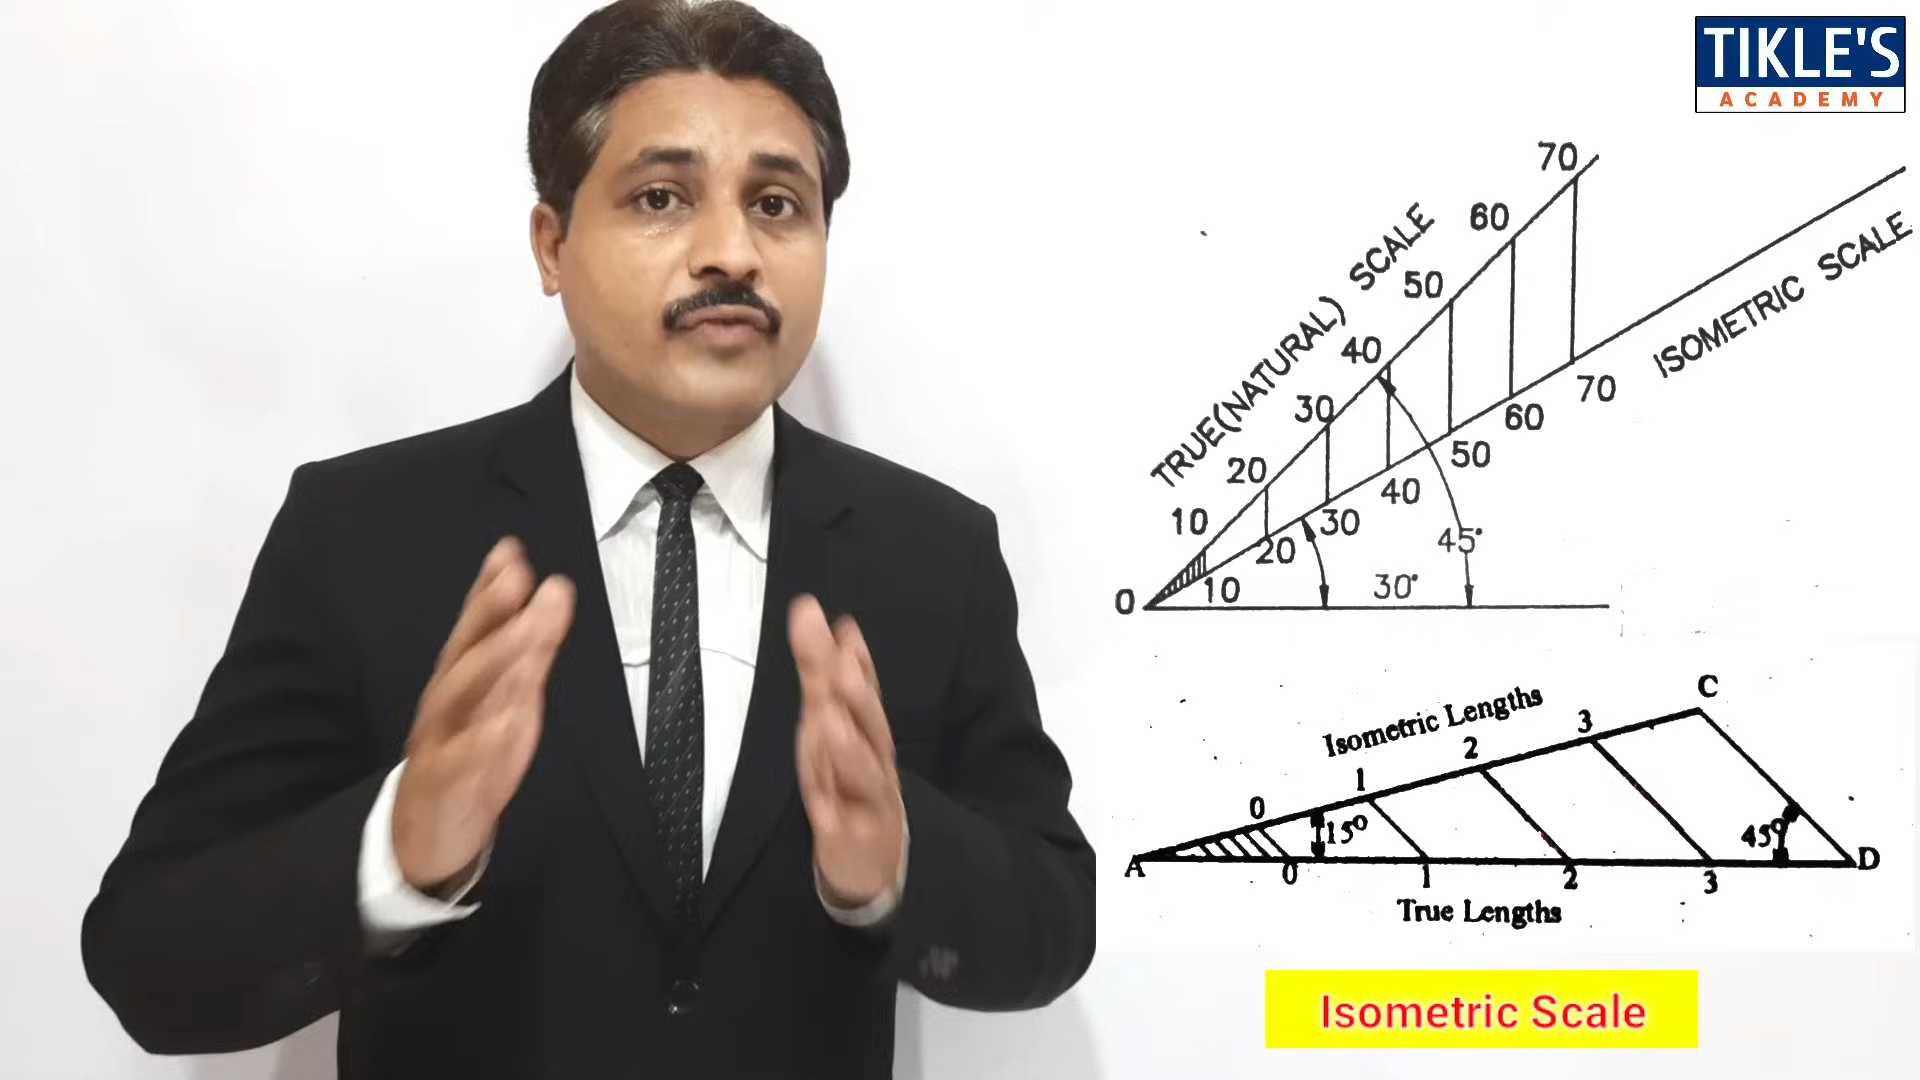 TIKLE'S
ACADEMY
70
60
50
40
30
20
10
0
TRUE(NATURAL) SCALE
ISOMETRIC SCALE
70
60
50
40
30
20
10
45°
30°
C
Isometric Lengths
3
2
1
0
15°
45°
A
D
0
1
2
3
True Lengths
Isometric Scale